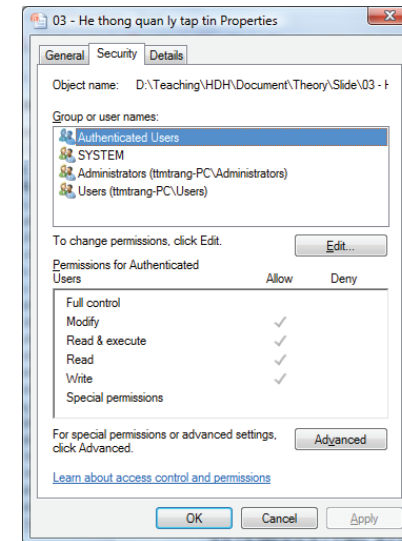 03 - He thong quan ly tap tin Properties
General Security Details
Object name: D:\Teaching\HDH\Document\Theory\Slide\03 - H
Group or user names:
Authenticated Users
SYSTEM
Administrators (ttmtrang-PC\Administrators)
Users (ttmtrang-PC\Users)
To change permissions, click Edit.
Edit...
Permissions for Authenticated
Users Allow Deny
Full control
Modify
Read & execute
Read
Write
Special permissions
For special permissions or advanced settings,
click Advanced.
Advanced
Learn about access control and permissions
OK Cancel Apply